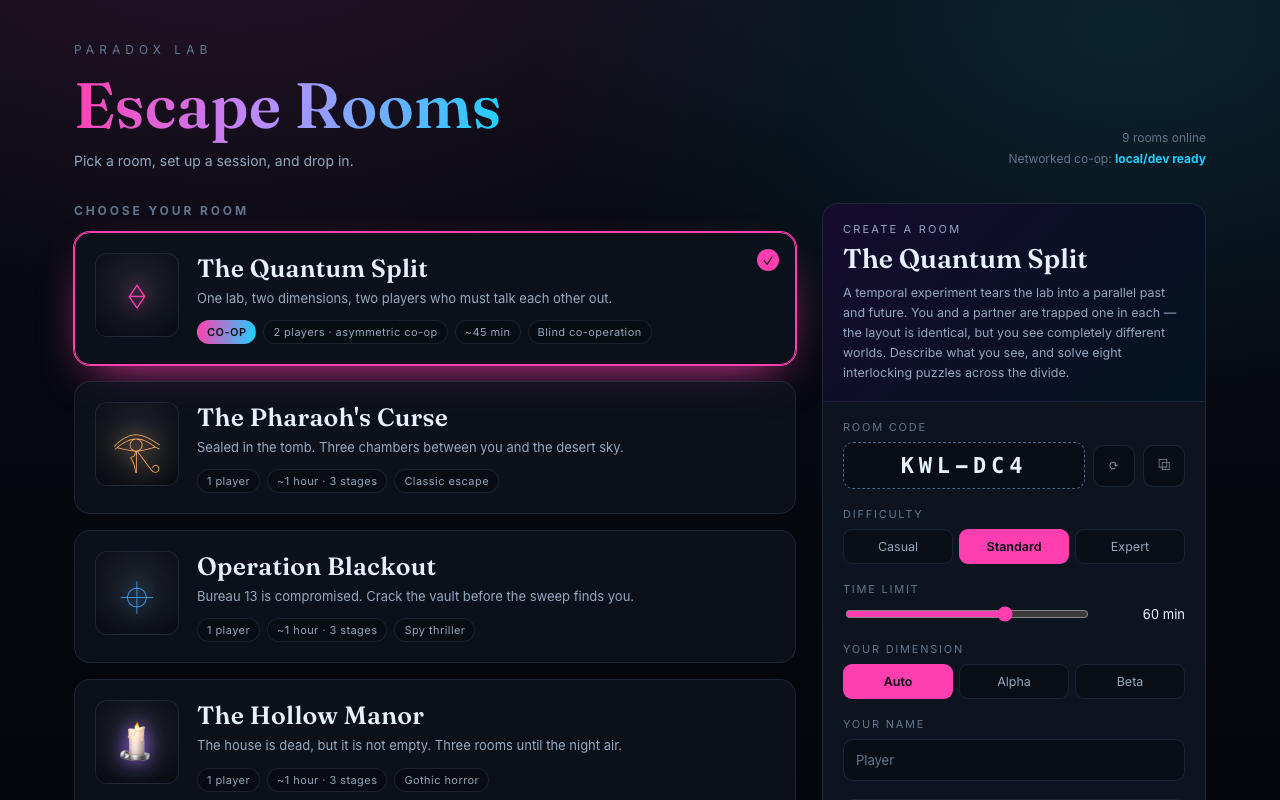 PARADOX LAB
Escape Rooms
Pick a room, set up a session, and drop in.
9 rooms online
Networked co-op: local/dev ready
CHOOSE YOUR ROOM
The Quantum Split
One lab, two dimensions, two players who must talk each other out.
CO-OP
2 players · asymmetric co-op
~45 min
Blind co-operation
The Pharaoh's Curse
Sealed in the tomb. Three chambers between you and the desert sky.
1 player
~1 hour · 3 stages
Classic escape
Operation Blackout
Bureau 13 is compromised. Crack the vault before the sweep finds you.
1 player
~1 hour · 3 stages
Spy thriller
The Hollow Manor
The house is dead, but it is not empty. Three rooms until the night air.
1 player
~1 hour · 3 stages
Gothic horror
CREATE A ROOM
The Quantum Split
A temporal experiment tears the lab into a parallel past
and future. You and a partner are trapped one in each —
the layout is identical, but you see completely different
worlds. Describe what you see, and solve eight
interlocking puzzles across the divide.
ROOM CODE
KWL-DC4
DIFFICULTY
Casual
Standard
Expert
TIME LIMIT
60 min
YOUR DIMENSION
Auto
Alpha
Beta
YOUR NAME
Player